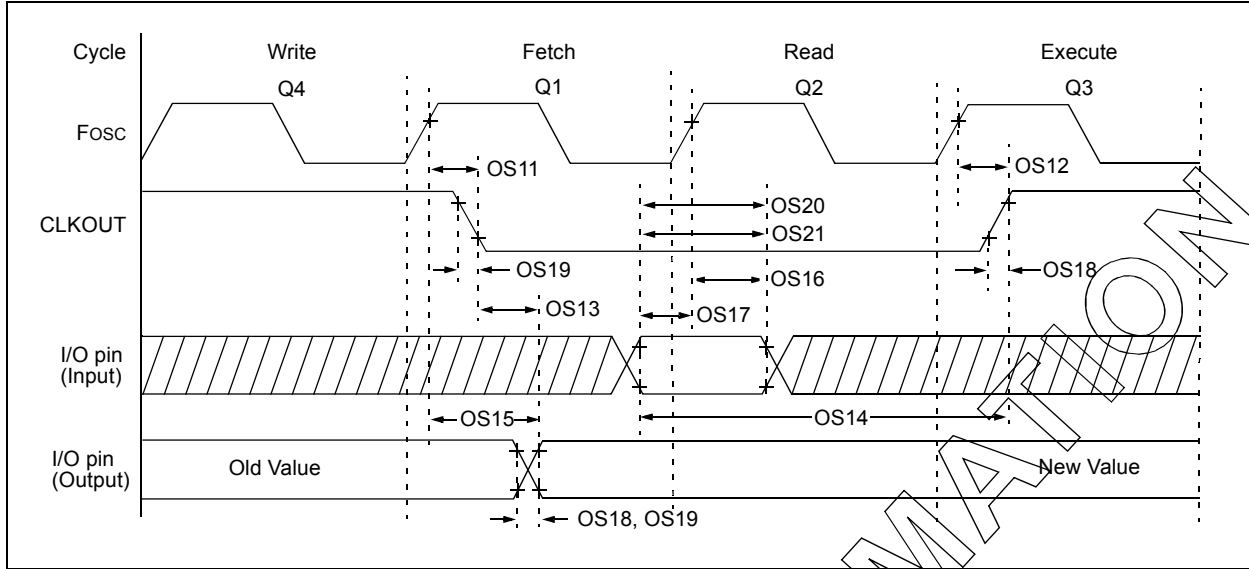 Cycle Write Fetch Read Execute
Q4 Q1 Q2 Q3
FOSC
OS11 OS12
CLKOUT
OS20
OS21
OS19 OS16 OS18
OS13 OS17
I/O pin
(Input)
OS15 OS14
I/O pin
(Output)
Old Value New Value
OS18, OS19
MATION